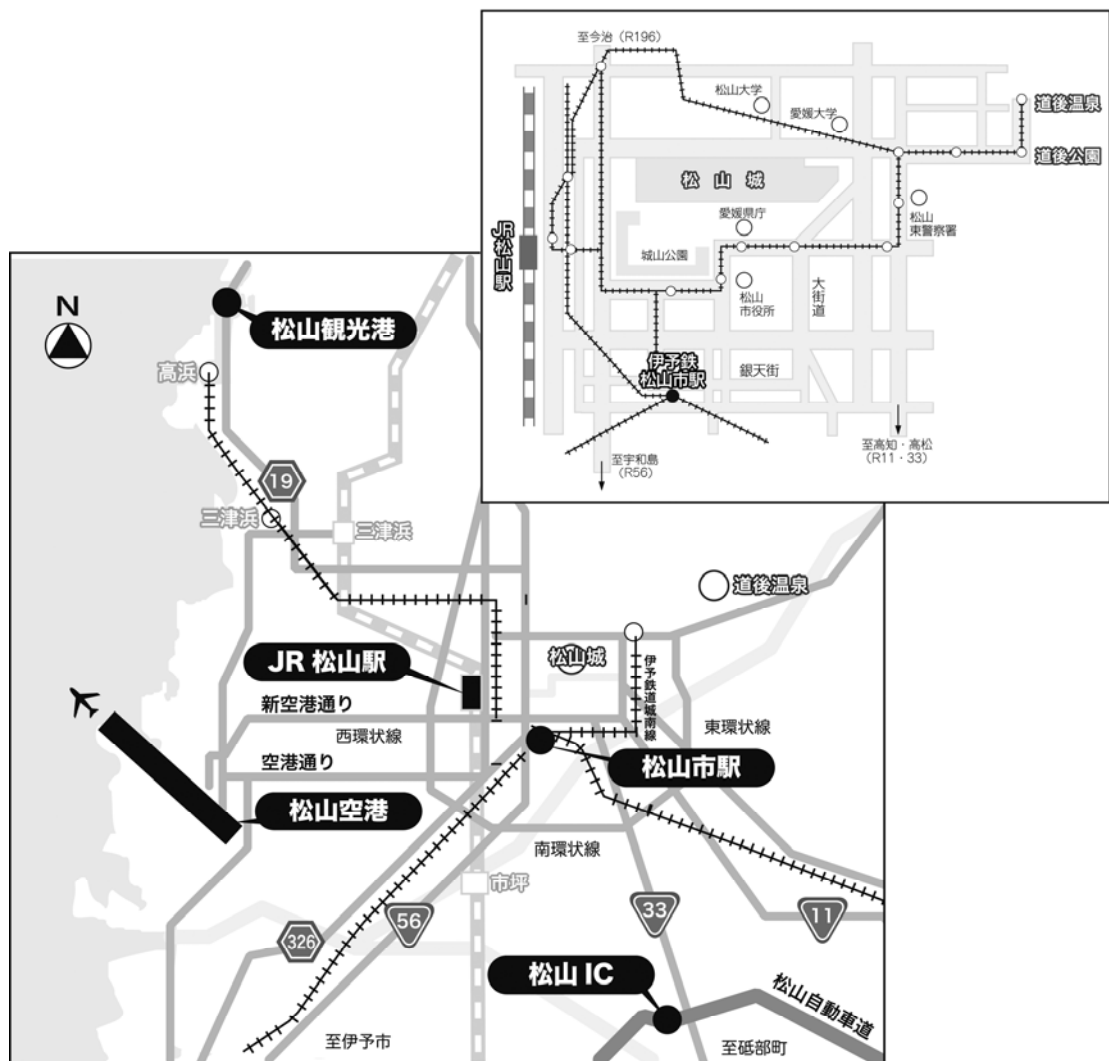 至今治（R196）
松山大学
愛媛大学
道後温泉
道後公園
松山城
松山
東警察署
愛媛県庁
JR松山駅
城山公園
松山
市役所
大街道
伊予鉄
松山市駅
銀天街
至宇和島
（R56）
至高知・高松
（R11・33）
N
松山観光港
高浜
19
三津浜
三津浜
道後温泉
松山城
JR 松山駅
伊予鉄道城南線
新空港通り
西環状線
東環状線
空港通り
松山市駅
松山空港
南環状線
市坪
56
33
11
326
松山 IC
松山自動車道
至伊予市
至砥部町